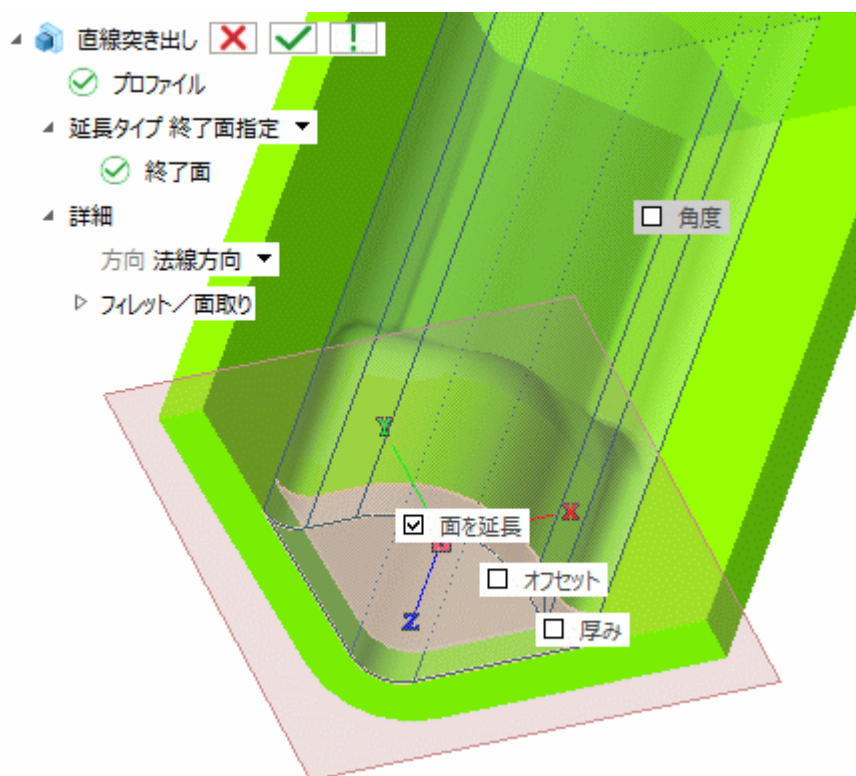 直線突き出し
プロファイル
延長タイプ 終了面指定
終了面
詳細
方向 法線方向
フィレット／面取り
角度
Y
面を延長
X
オフセット
Z
厚み